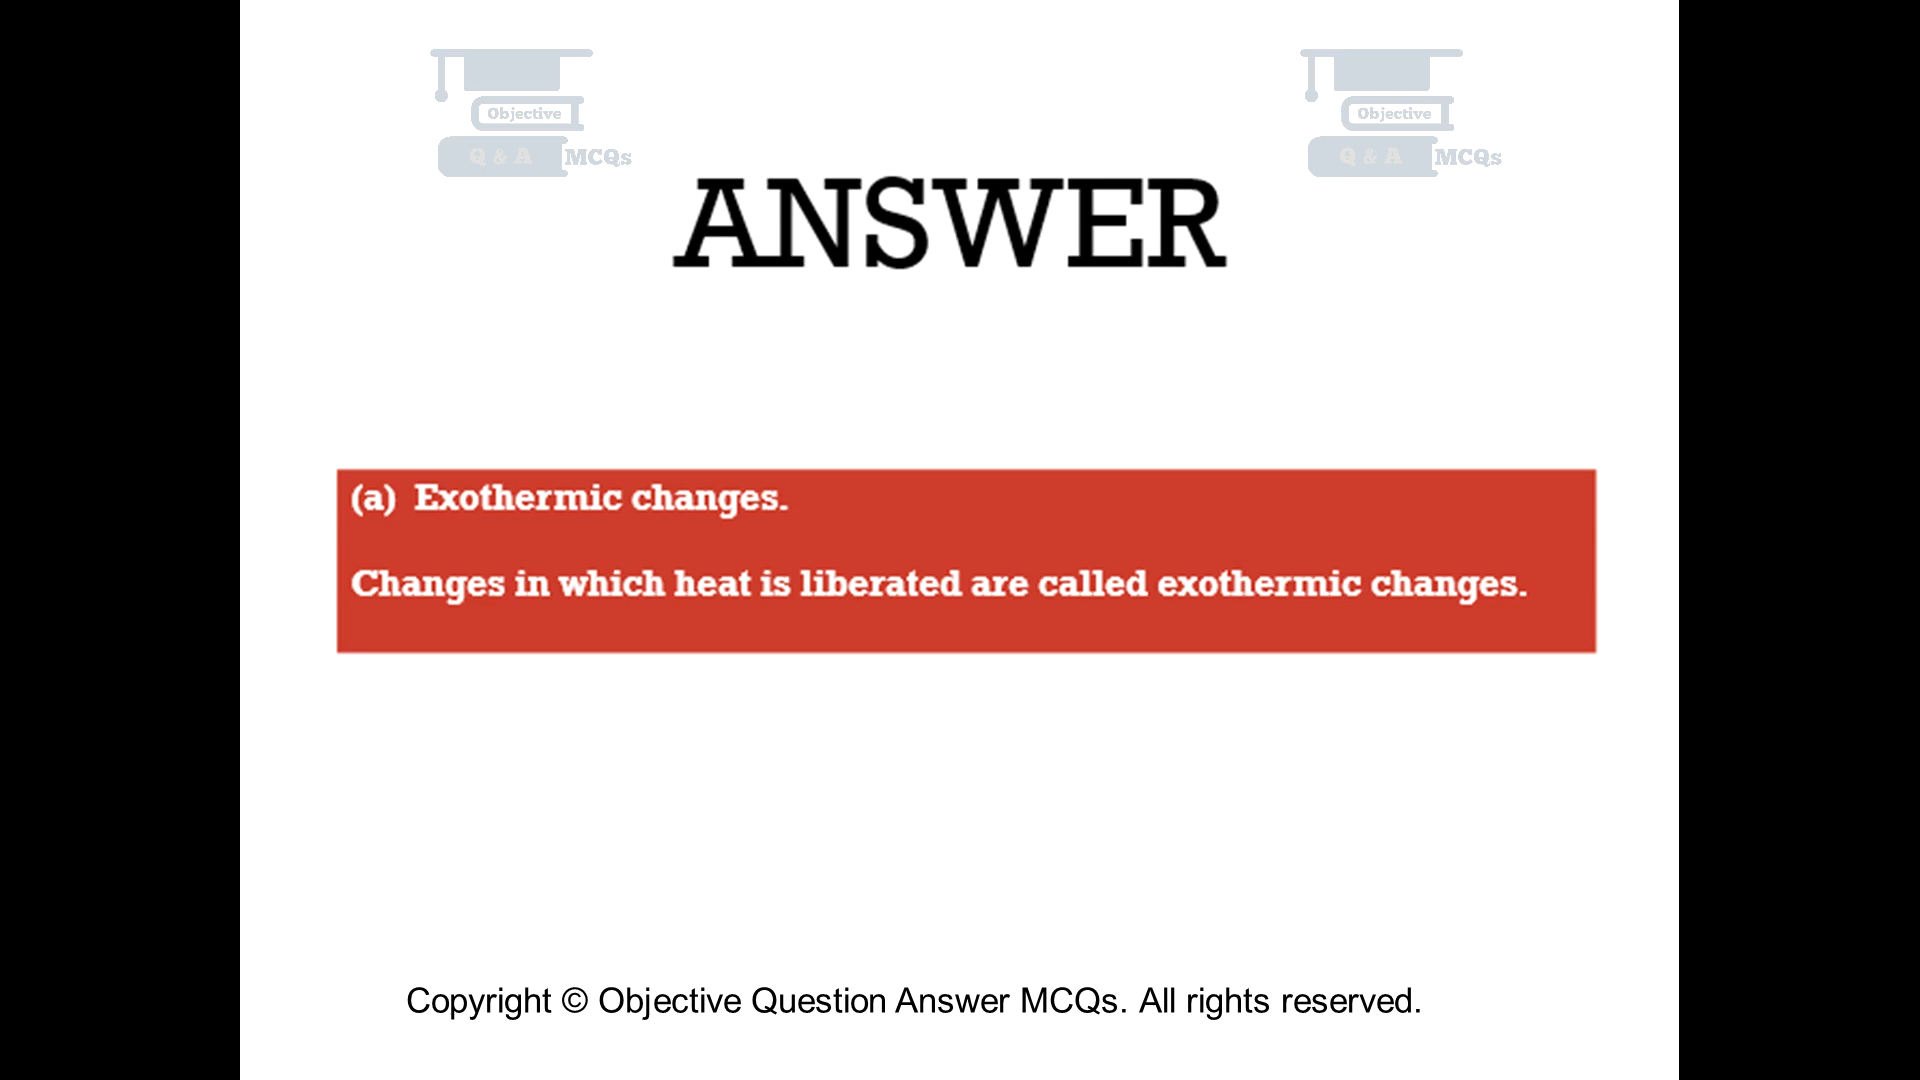 Objective
Q & A MCQs
Objective
Q & A MCQs
ANSWER
(a) Exothermic changes.
Changes in which heat is liberated are called exothermic changes.
Copyright © Objective Question Answer MCQs. All rights reserved.